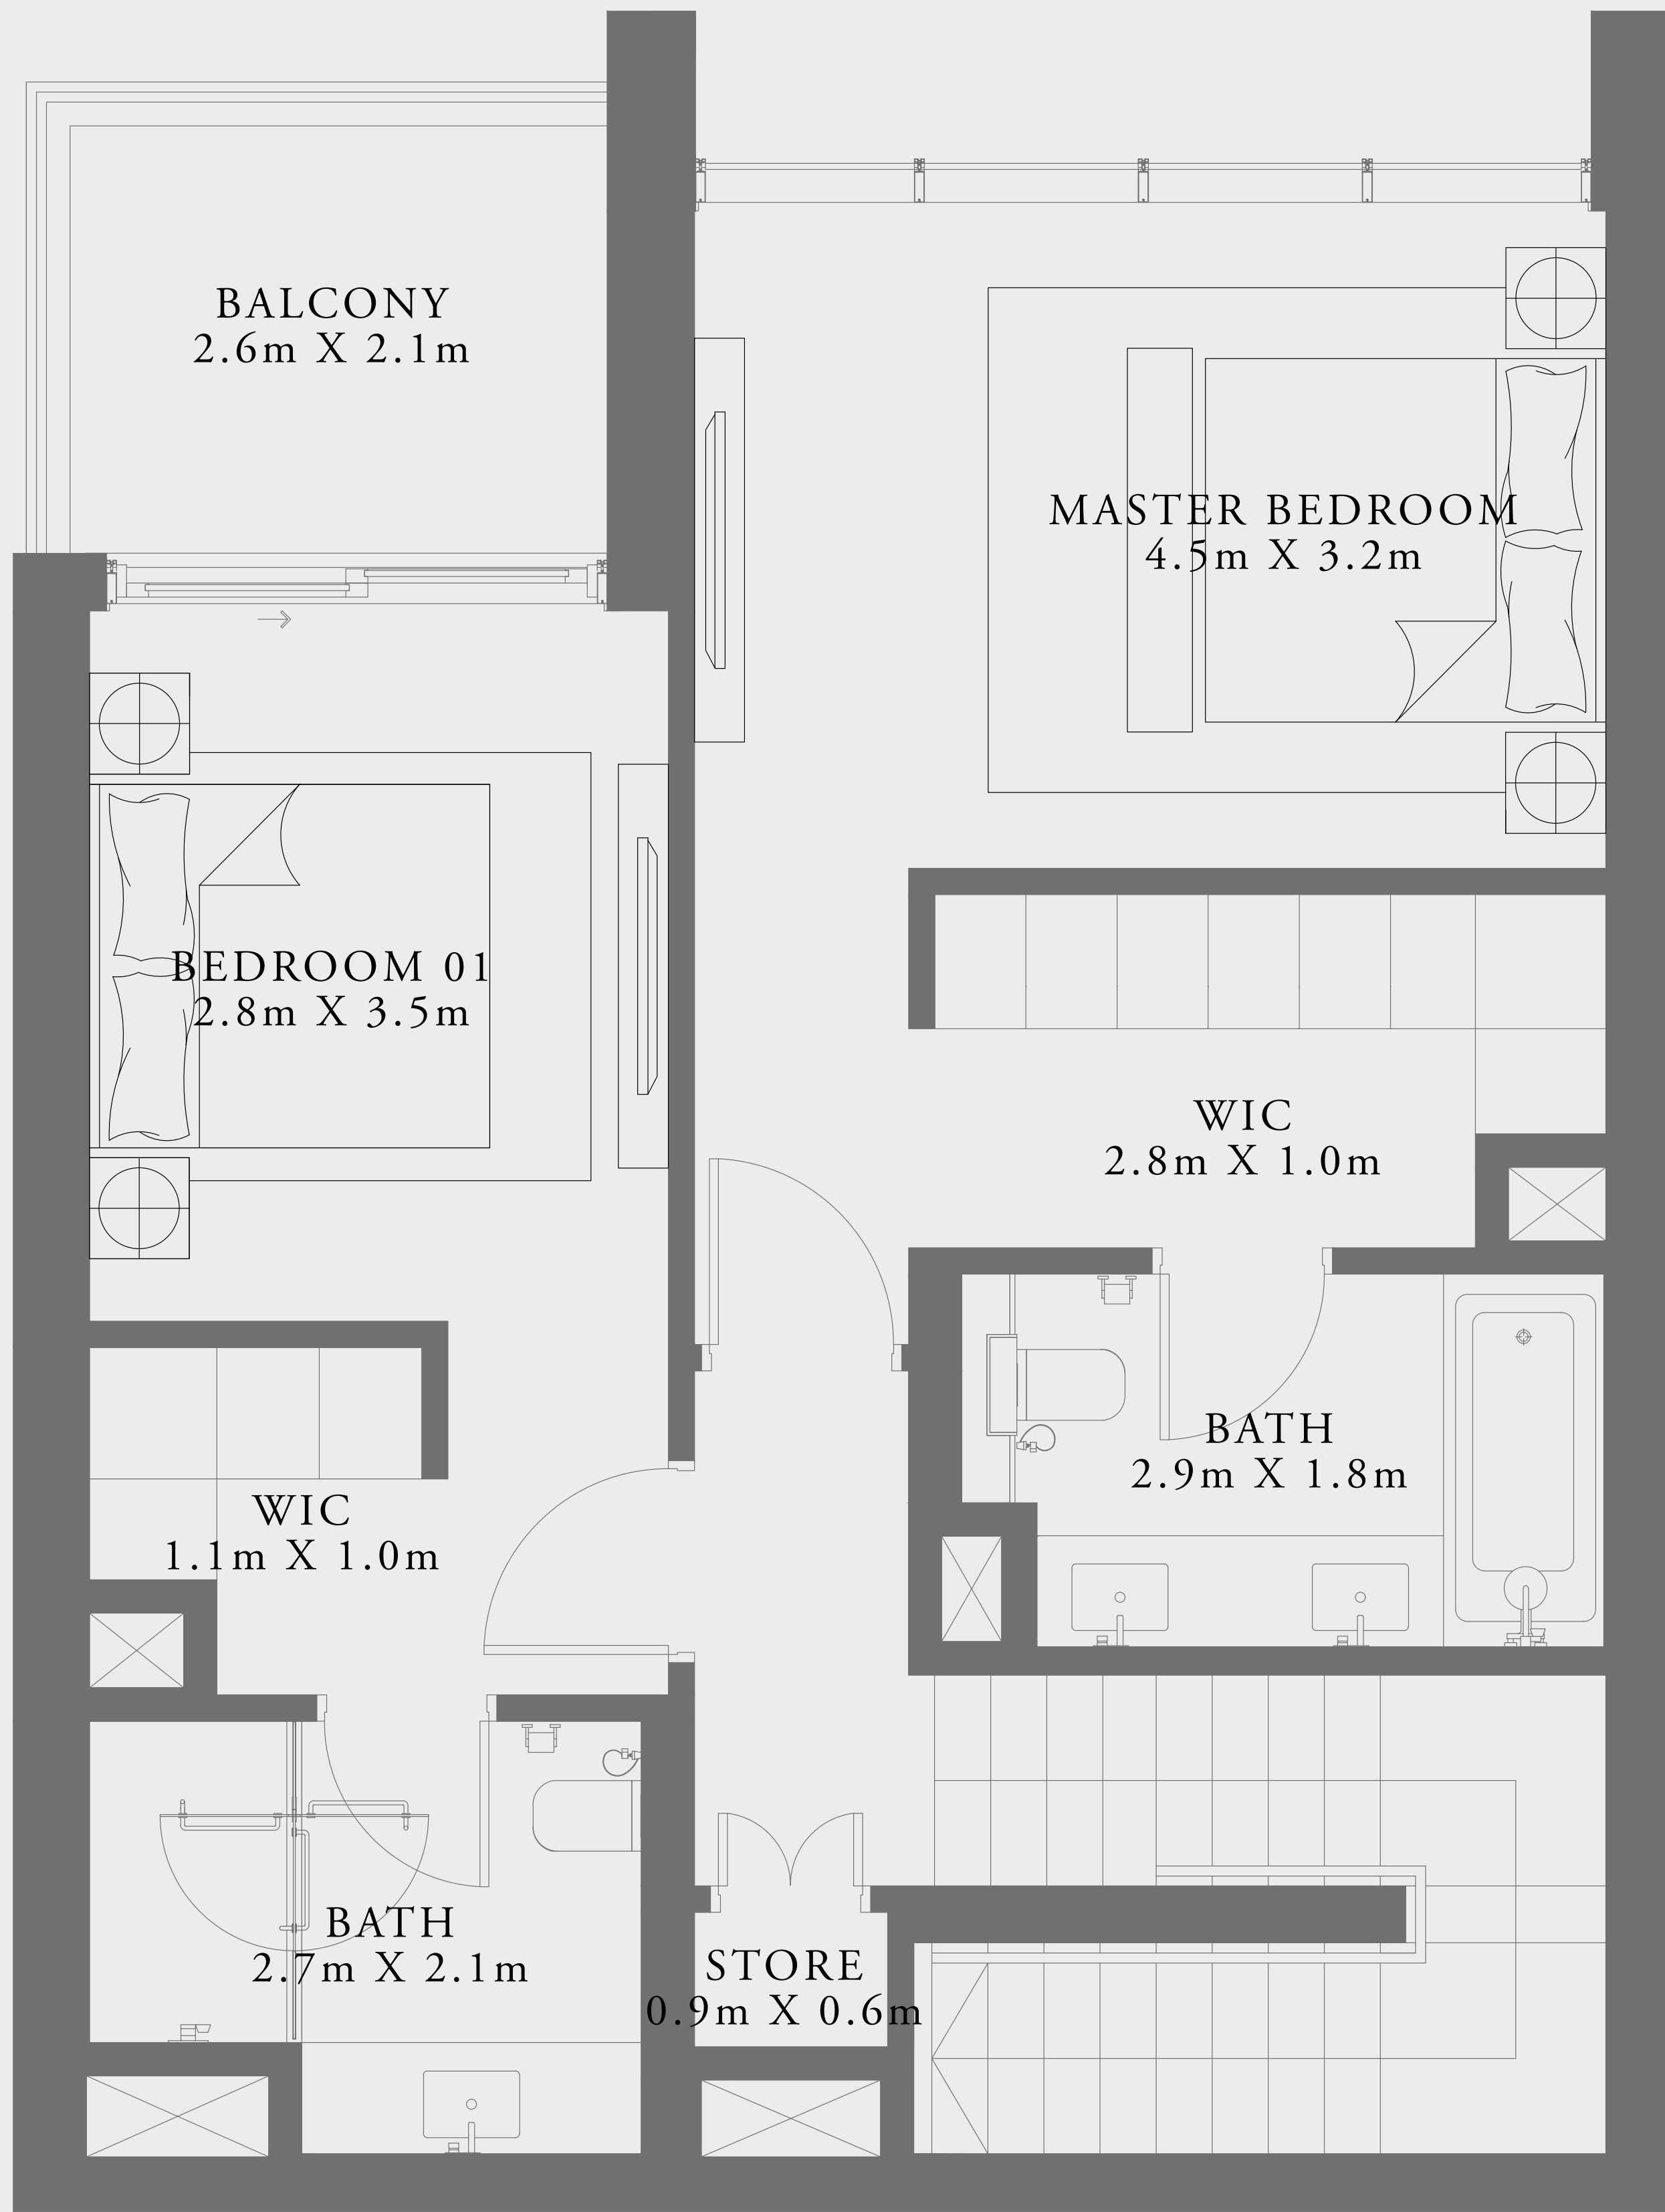 BALCONY
2.6m X 2.1m
MASTER BEDROOM
4.5m X 3.2m
BEDROOM 01
2.8m X 3.5m
WIC
2.8m X 1.0m
BATH
2.9m X 1.8m
WIC
1.1m X 1.0m
BATH
2.7m X 2.1m
STORE
0.9m X 0.6m